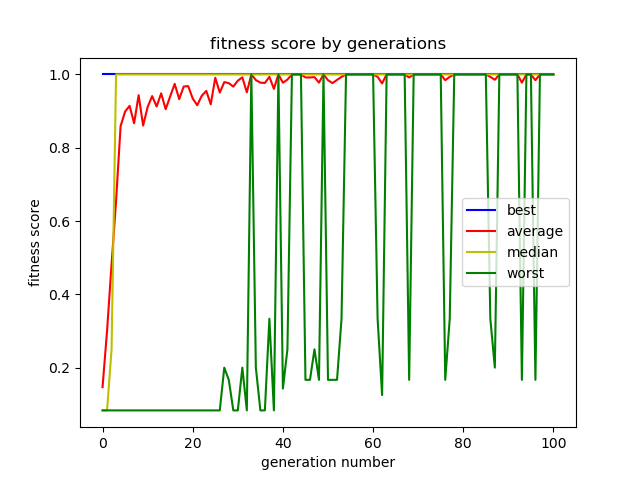 fitness score by generations
fitness score
1.0
0.8
0.6
0.4
0.2
best
average
median
worst
0
20
40
60
80
100
generation number